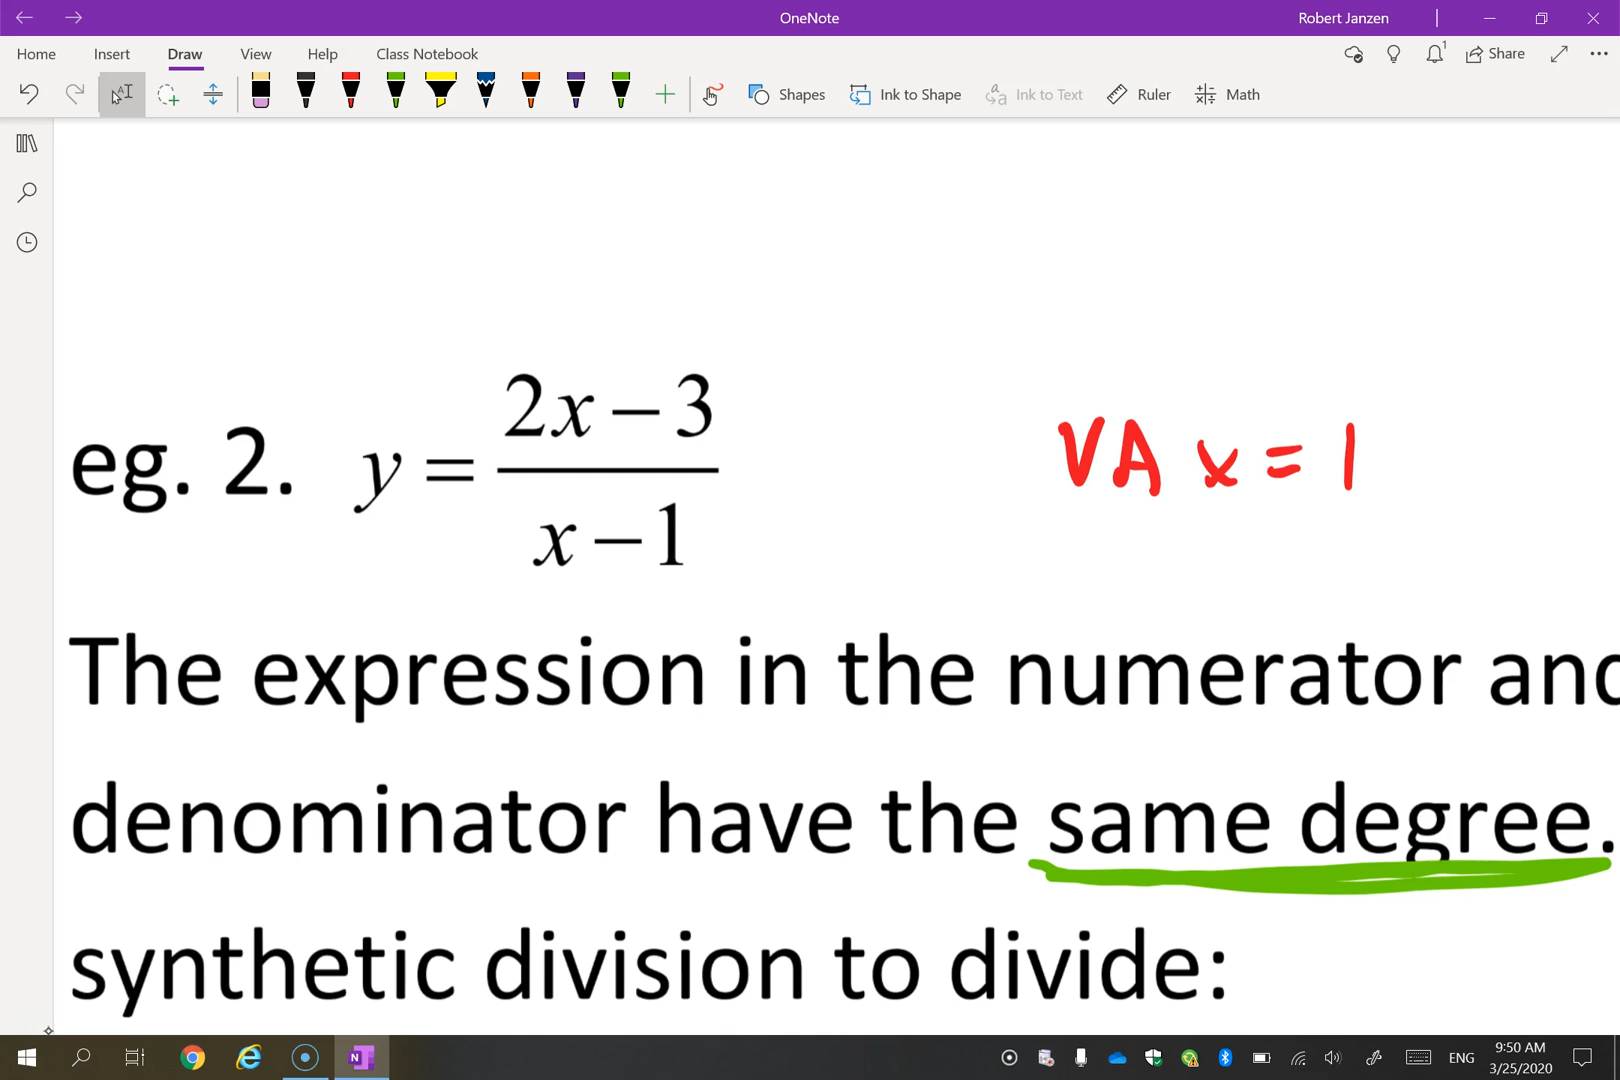 OneNote
Robert Janzen
Home Insert Draw View Help Class Notebook
1
Share
Shapes Ink to Shape Ink to Text Ruler Math
eg. 2. y = (2x − 3)/(x − 1)
VA x = 1
The expression in the numerator and
denominator have the same degree.
synthetic division to divide:
ENG
9:50 AM
3/25/2020